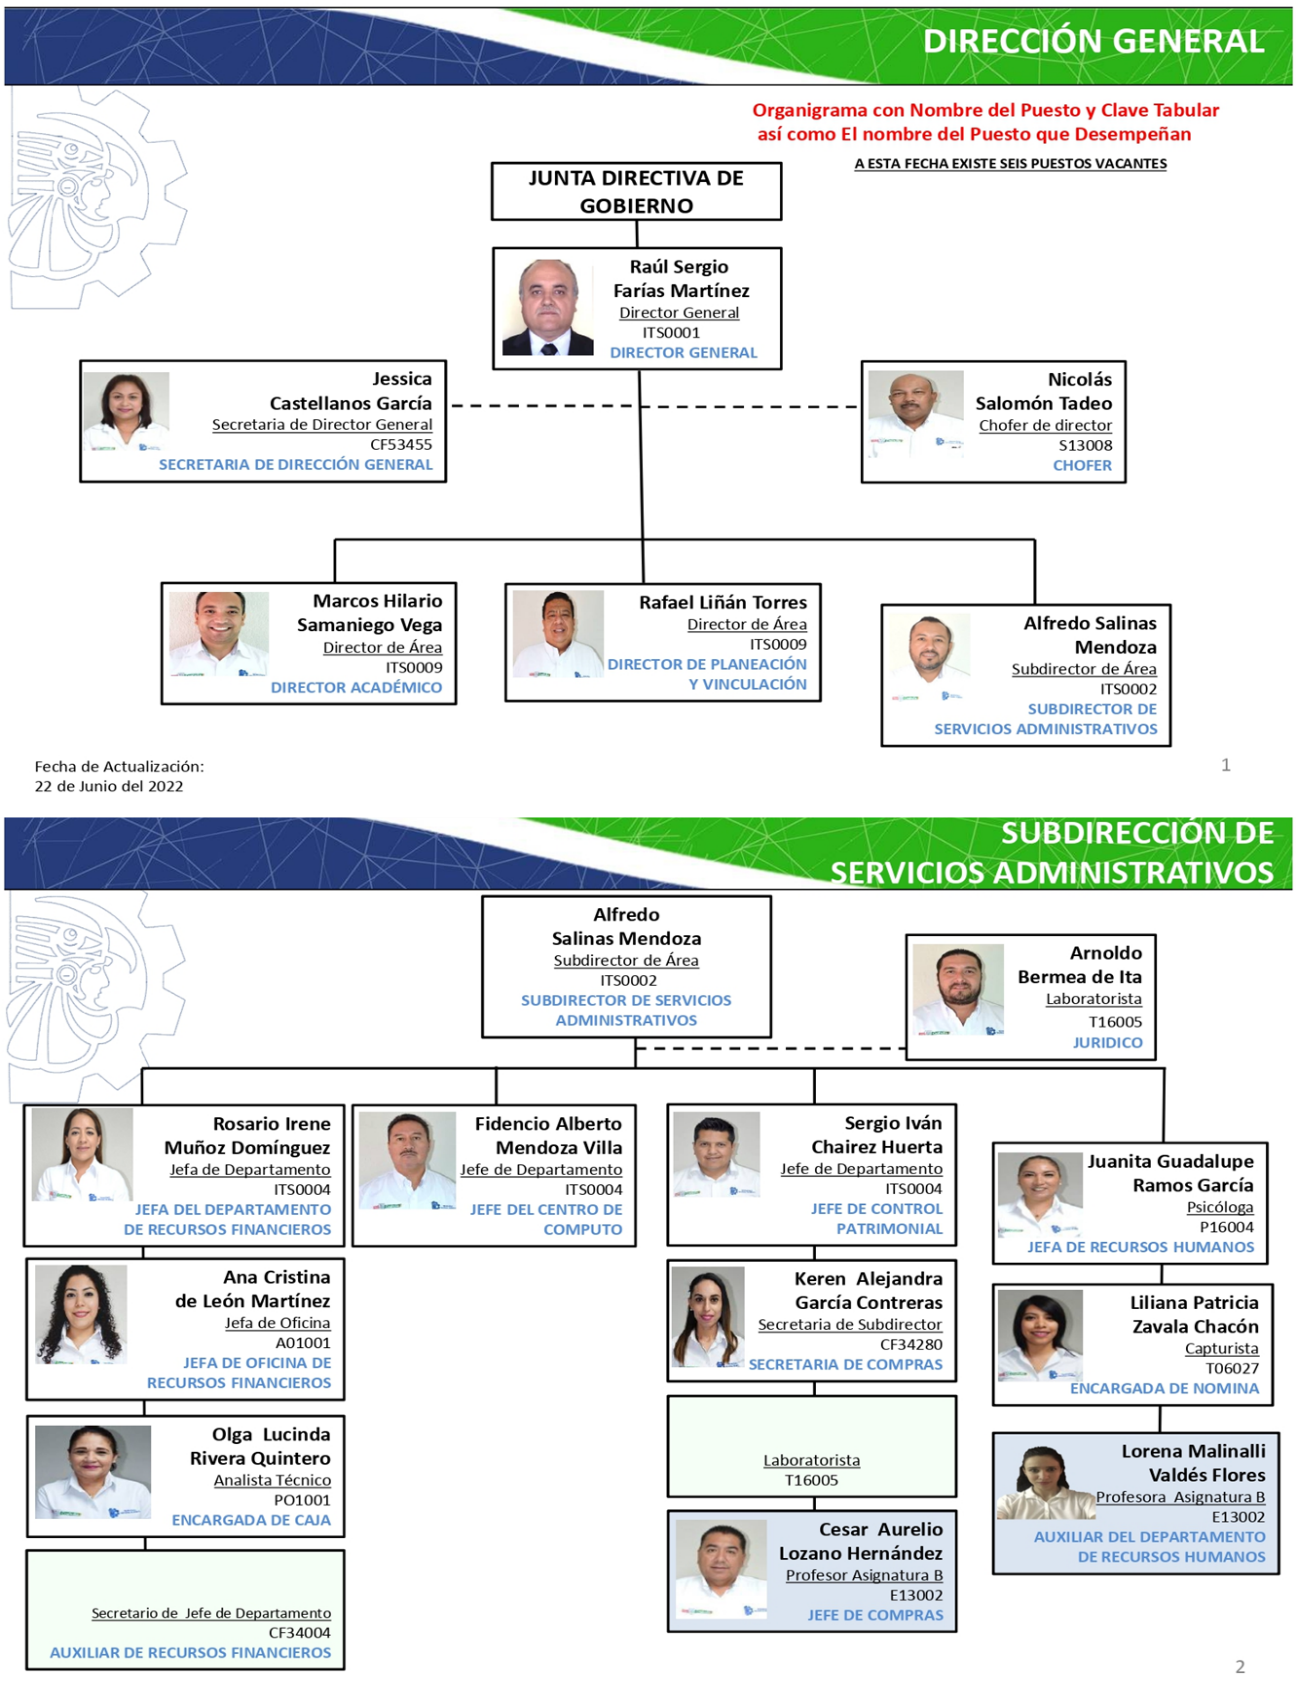 DIRECCIÓN GENERAL
Organigrama con Nombre del Puesto y Clave Tabular
así como El nombre del Puesto que Desempeñan
A ESTA FECHA EXISTE SEIS PUESTOS VACANTES
JUNTA DIRECTIVA DE
GOBIERNO
Raúl Sergio
Farías Martínez
Director General
ITS0001
DIRECTOR GENERAL
Jessica
Castellanos García
Secretaria de Director General
CF53455
SECRETARIA DE DIRECCIÓN GENERAL
Nicolás
Salomón Tadeo
Chofer de director
S13008
CHOFER
Marcos Hilario
Samaniego Vega
Director de Área
ITS0009
DIRECTOR ACADÉMICO
Rafael Liñán Torres
Director de Área
ITS0009
DIRECTOR DE PLANEACIÓN
Y VINCULACIÓN
Alfredo Salinas
Mendoza
Subdirector de Área
ITS0002
SUBDIRECTOR DE
SERVICIOS ADMINISTRATIVOS
Fecha de Actualización:
22 de Junio del 2022
1
SUBDIRECCIÓN DE
SERVICIOS ADMINISTRATIVOS
Alfredo
Salinas Mendoza
Subdirector de Área
ITS0002
SUBDIRECTOR DE SERVICIOS
ADMINISTRATIVOS
Arnoldo
Bermea de Ita
Laboratorista
T16005
JURIDICO
Rosario Irene
Muñoz Domínguez
Jefa de Departamento
ITS0004
JEFA DEL DEPARTAMENTO
DE RECURSOS FINANCIEROS
Fidencio Alberto
Mendoza Villa
Jefe de Departamento
ITS0004
JEFE DEL CENTRO DE
COMPUTO
Sergio Iván
Chairez Huerta
Jefe de Departamento
ITS0004
JEFE DE CONTROL
PATRIMONIAL
Juanita Guadalupe
Ramos García
Psicóloga
P16004
JEFA DE RECURSOS HUMANOS
Ana Cristina
de León Martínez
Jefa de Oficina
A01001
JEFA DE OFICINA DE
RECURSOS FINANCIEROS
Keren Alejandra
García Contreras
Secretaria de Subdirector
CF34280
SECRETARIA DE COMPRAS
Liliana Patricia
Zavala Chacón
Capturista
T06027
ENCARGADA DE NOMINA
Olga Lucinda
Rivera Quintero
Analista Técnico
PO1001
ENCARGADA DE CAJA
Laboratorista
T16005
Lorena Malinalli
Valdés Flores
Profesora Asignatura B
E13002
AUXILIAR DEL DEPARTAMENTO
DE RECURSOS HUMANOS
Cesar Aurelio
Lozano Hernández
Profesor Asignatura B
E13002
JEFE DE COMPRAS
Secretario de Jefe de Departamento
CF34004
AUXILIAR DE RECURSOS FINANCIEROS
2